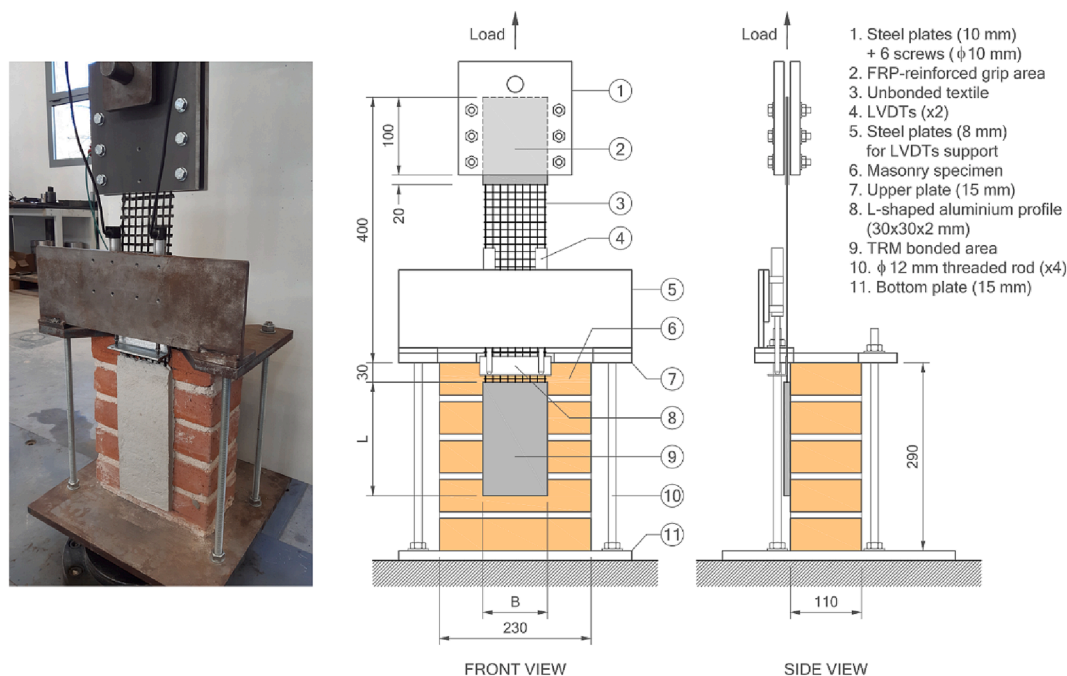 Load
Load
1. Steel plates (10 mm)
+ 6 screws (ϕ10 mm)
2. FRP-reinforced grip area
3. Unbonded textile
4. LVDTs (x2)
5. Steel plates (8 mm)
for LVDTs support
6. Masonry specimen
7. Upper plate (15 mm)
8. L-shaped aluminium profile
(30x30x2 mm)
9. TRM bonded area
10. ϕ 12 mm threaded rod (x4)
11. Bottom plate (15 mm)
1
2
3
4
5
6
7
8
9
10
11
100
20
400
30
L
290
B
230
110
FRONT VIEW
SIDE VIEW